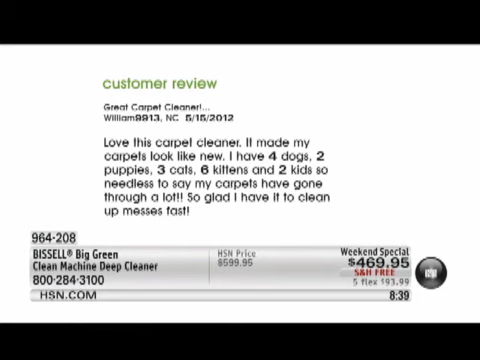 customer review
Great Carpet Cleaner!...
William9913, NC 5/15/2012
Love this carpet cleaner. It made my
carpets look like new. I have 4 dogs, 2
puppies, 3 cats, 6 kittens and 2 kids so
needless to say my carpets have gone
through a lot!! So glad I have it to clean
up messes fast!
964-208
BISSELL® Big Green
Clean Machine Deep Cleaner
800-284-3100
HSN Price
$599.95
Weekend Special
$469.95
S&H FREE
5 flex $93.99
HSN.COM
8:39